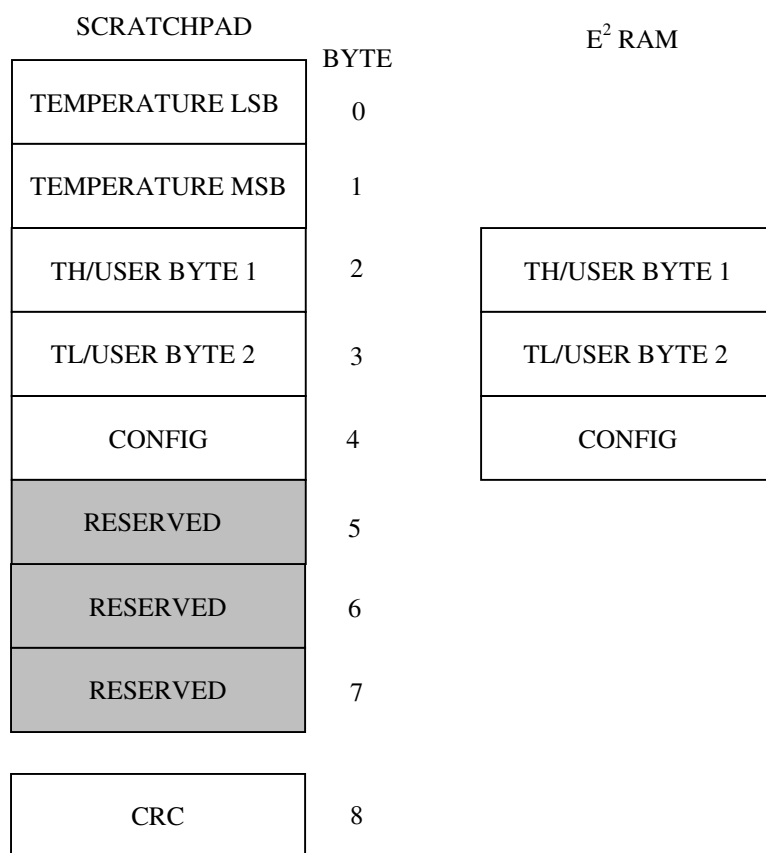 SCRATCHPAD
BYTE
E² RAM
TEMPERATURE LSB
0
TEMPERATURE MSB
1
TH/USER BYTE 1
2
TH/USER BYTE 1
TL/USER BYTE 2
3
TL/USER BYTE 2
CONFIG
4
CONFIG
RESERVED
5
RESERVED
6
RESERVED
7
CRC
8